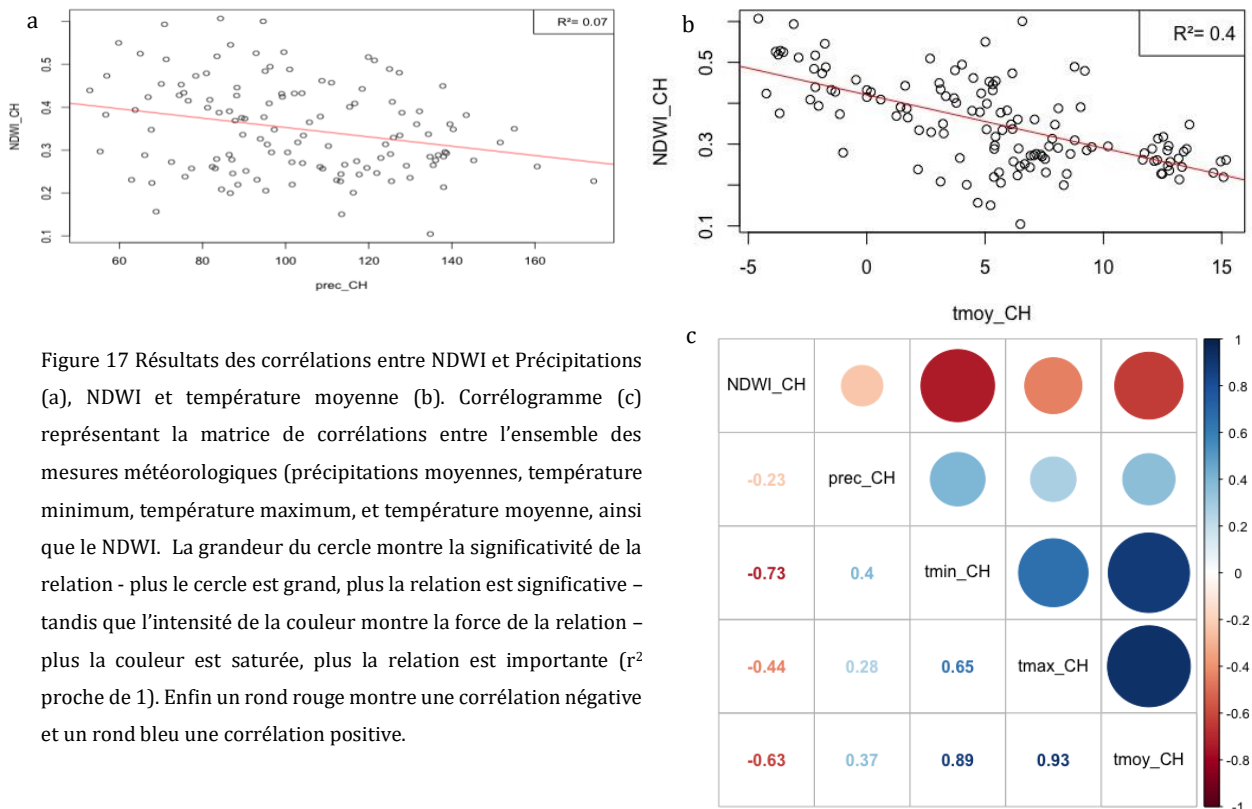 a
R²= 0.07
NDWI_CH
0.1
0.2
0.3
0.4
0.5
60
80
100
120
140
160
prec_CH
b
R²= 0.4
NDWI_CH
0.1
0.3
0.5
-5
0
5
10
15
tmoy_CH
Figure 17 Résultats des corrélations entre NDWI et Précipitations
(a), NDWI et température moyenne (b). Corrélogramme (c)
représentant la matrice de corrélations entre l’ensemble des
mesures météorologiques (précipitations moyennes, température
minimum, température maximum, et température moyenne, ainsi
que le NDWI. La grandeur du cercle montre la significativité de la
relation - plus le cercle est grand, plus la relation est significative –
tandis que l’intensité de la couleur montre la force de la relation –
plus la couleur est saturée, plus la relation est importante (r²
proche de 1). Enfin un rond rouge montre une corrélation négative
et un rond bleu une corrélation positive.
c
NDWI_CH
-0.23
prec_CH
-0.73
0.4
tmin_CH
-0.44
0.28
0.65
tmax_CH
-0.63
0.37
0.89
0.93
tmoy_CH
1
0.8
0.6
0.4
0.2
0
-0.2
-0.4
-0.6
-0.8
-1